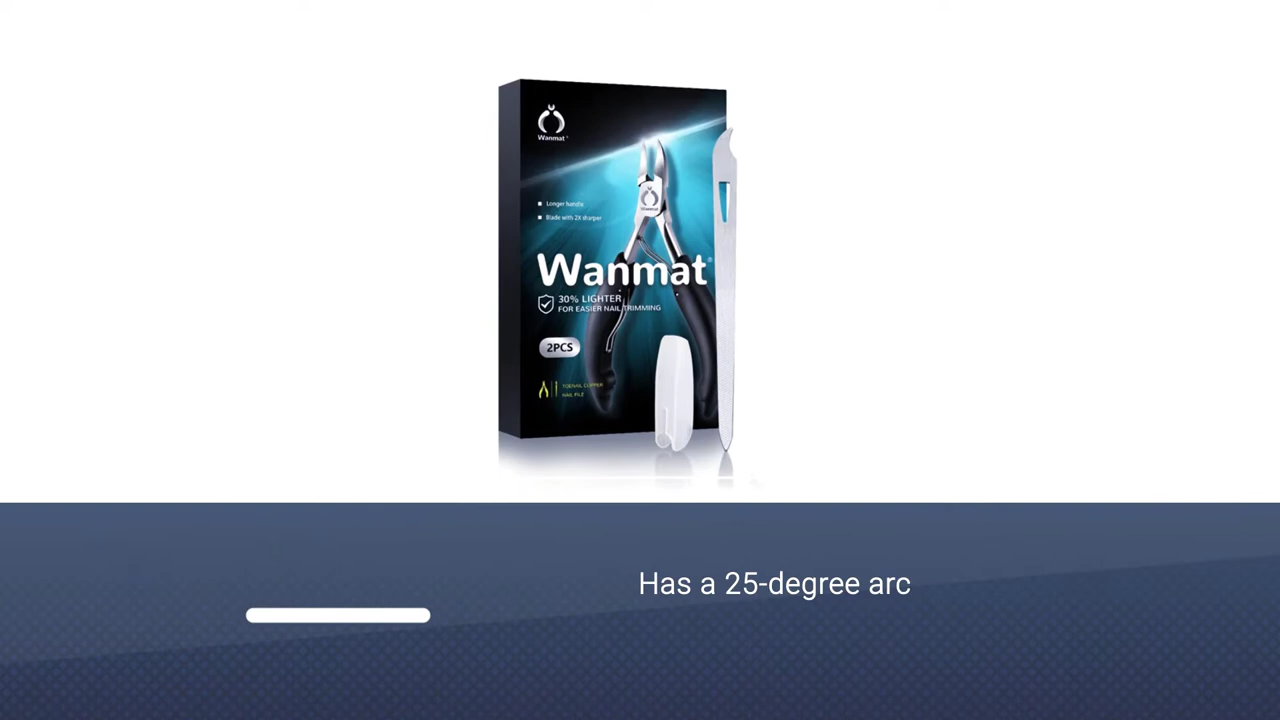 Wanmat
Longer handle
Blade with 2X sharper
Wanmat
Wanmat®
30% LIGHTER
FOR EASIER NAIL TRIMMING
2PCS
TOENAIL CLIPPER
NAIL FILE
Has a 25-degree arc